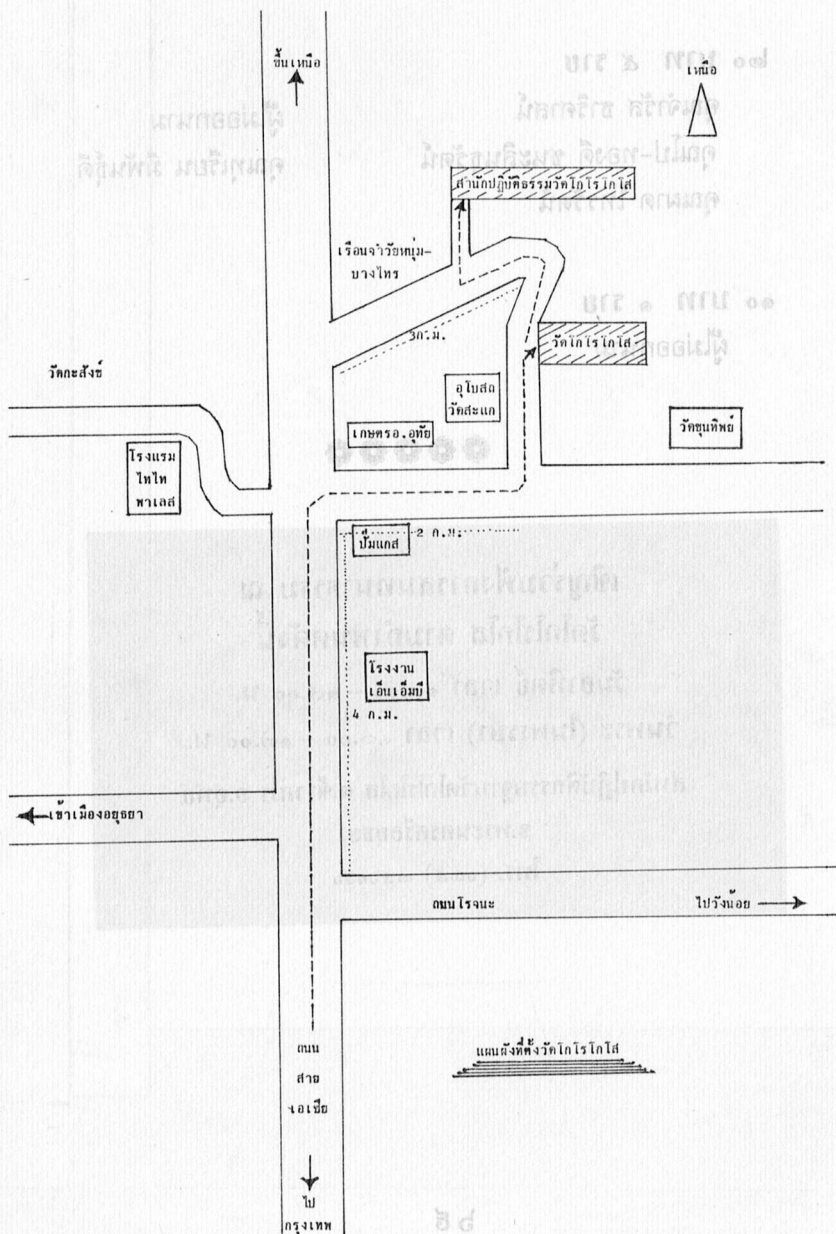 ขึ้นเหนือ
เหนือ
สำนักปฏิบัติธรรมวัดโกโรโกโส
เรือนจำวัยหนุ่ม-
บางไทร
3ก.ม.
วัดโกโรโกโส
วัดกะสังข์
อุโบสถ
วัดสะแก
เกษตรอ.อุทัย
วัดขุนทิพย์
โรงแรม
ไทไท
พาเลส
ปั๊มแกส
2 ก.ม.
โรงงาน
เอ็นเอ็มบี
4 ก.ม.
เข้าเมืองอยุธยา
ถนนโรจนะ
ไปวังน้อย
ถนน
สาย
เอเซีย
แผนผังที่ตั้งวัดโกโรโกโส
ไป
กรุงเทพ